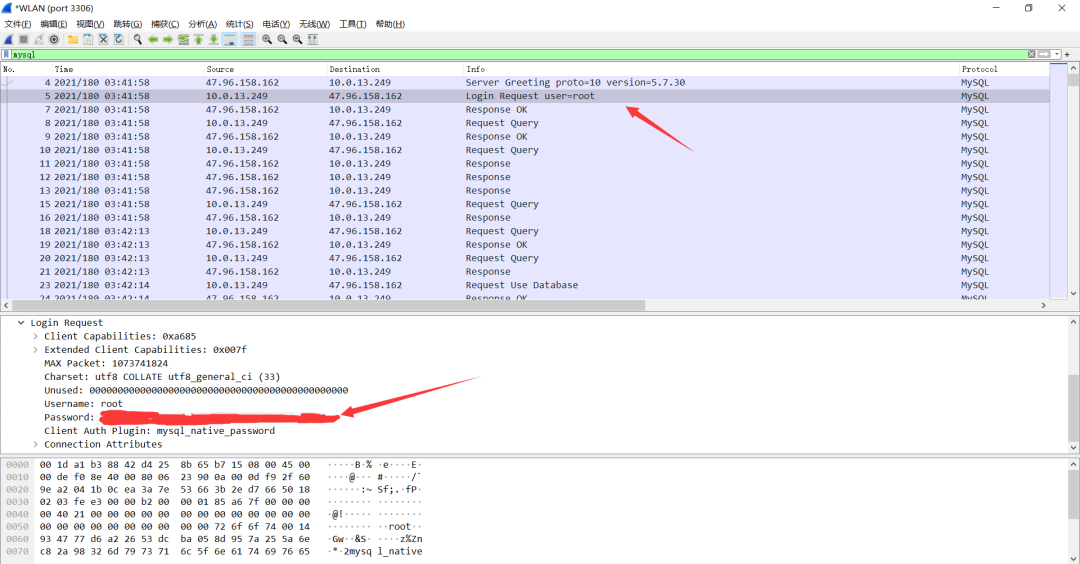 *WLAN (port 3306)
文件(F) 编辑(E) 视图(V) 跳转(G) 捕获(C) 分析(A) 统计(S) 电话(Y) 无线(W) 工具(T) 帮助(H)
mysql
No. Time Source Destination Info Protocol
4 2021/180 03:41:58 47.96.158.162 10.0.13.249 Server Greeting proto=10 version=5.7.30 MySQL
5 2021/180 03:41:58 10.0.13.249 47.96.158.162 Login Request user=root MySQL
7 2021/180 03:41:58 47.96.158.162 10.0.13.249 Response OK MySQL
8 2021/180 03:41:58 10.0.13.249 47.96.158.162 Request Query MySQL
9 2021/180 03:41:58 47.96.158.162 10.0.13.249 Response OK MySQL
10 2021/180 03:41:58 10.0.13.249 47.96.158.162 Request Query MySQL
11 2021/180 03:41:58 47.96.158.162 10.0.13.249 Response MySQL
12 2021/180 03:41:58 47.96.158.162 10.0.13.249 Response MySQL
13 2021/180 03:41:58 47.96.158.162 10.0.13.249 Response MySQL
15 2021/180 03:41:58 10.0.13.249 47.96.158.162 Request Query MySQL
16 2021/180 03:41:58 47.96.158.162 10.0.13.249 Response MySQL
18 2021/180 03:42:13 10.0.13.249 47.96.158.162 Request Query MySQL
19 2021/180 03:42:13 47.96.158.162 10.0.13.249 Response OK MySQL
20 2021/180 03:42:13 10.0.13.249 47.96.158.162 Request Query MySQL
21 2021/180 03:42:13 47.96.158.162 10.0.13.249 Response MySQL
23 2021/180 03:42:14 10.0.13.249 47.96.158.162 Request Use Database MySQL
24 2021/180 03:42:14 47.96.158.162 10.0.13.249 Response OK MySQL
Login Request
Client Capabilities: 0xa685
Extended Client Capabilities: 0x007f
MAX Packet: 1073741824
Charset: utf8 COLLATE utf8_general_ci (33)
Unused: 0000000000000000000000000000000000000000000000
Username: root
Password:
Client Auth Plugin: mysql_native_password
Connection Attributes
0000 00 1d a1 b3 88 42 d4 25 8b 65 b7 15 08 00 45 00 ·····B·% ·e····E·
0010 00 de f0 8e 40 00 80 06 23 90 0a 00 0d f9 2f 60 ····@··· #·····/`
0020 9e a2 04 1b 0c ea 3a 7e 53 66 3b 2e d7 66 50 18 ······:~ Sf;.·fP·
0030 02 03 fe e3 00 00 b2 00 00 01 85 a6 7f 00 00 00 ········ ········
0040 00 40 21 00 00 00 00 00 00 00 00 00 00 00 00 00 ·@!····· ········
0050 00 00 00 00 00 00 00 00 00 00 72 6f 6f 74 00 14 ········ ··root··
0060 93 47 77 d6 a2 26 53 dc ba 05 8d 95 7a 25 5a 6e ·Gw··&S· ····z%Zn
c8 2a 98 32 6d 79 73 71 6c 5f 6e 61 74 69 76 65 ·*·2mysq l_native